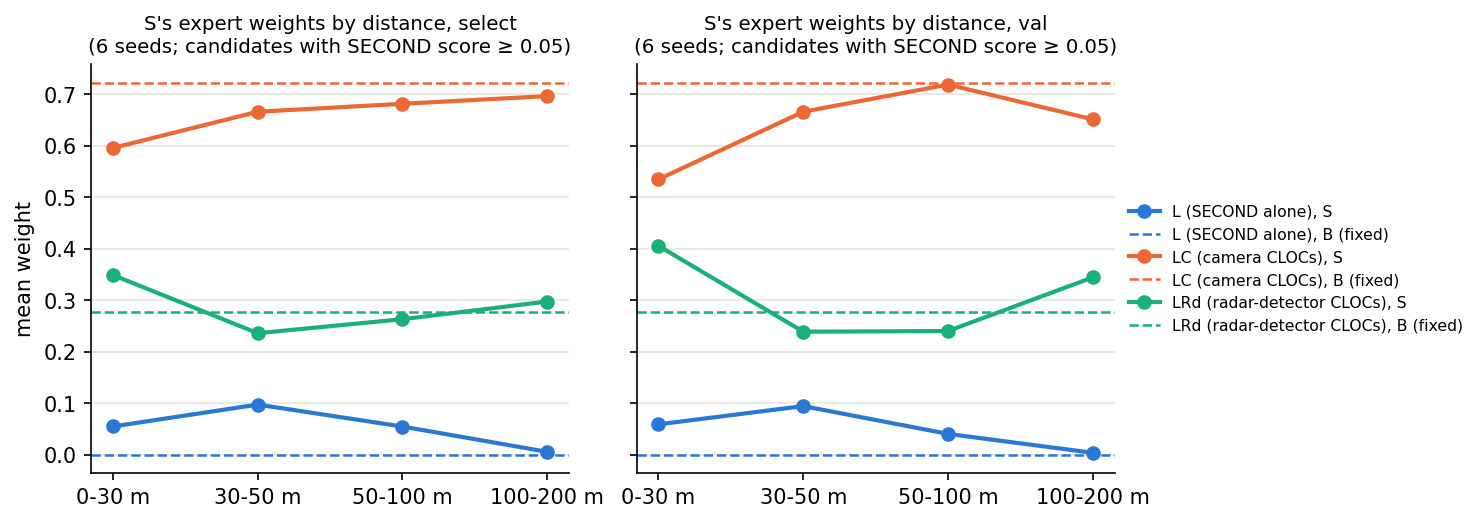 S's expert weights by distance, select
(6 seeds; candidates with SECOND score ≥ 0.05)
S's expert weights by distance, val
(6 seeds; candidates with SECOND score ≥ 0.05)
mean weight
0.7
0.6
0.5
0.4
0.3
0.2
0.1
0.0
0-30 m
30-50 m
50-100 m
100-200 m
0-30 m
30-50 m
50-100 m
100-200 m
L (SECOND alone), S
L (SECOND alone), B (fixed)
LC (camera CLOCs), S
LC (camera CLOCs), B (fixed)
LRd (radar-detector CLOCs), S
LRd (radar-detector CLOCs), B (fixed)